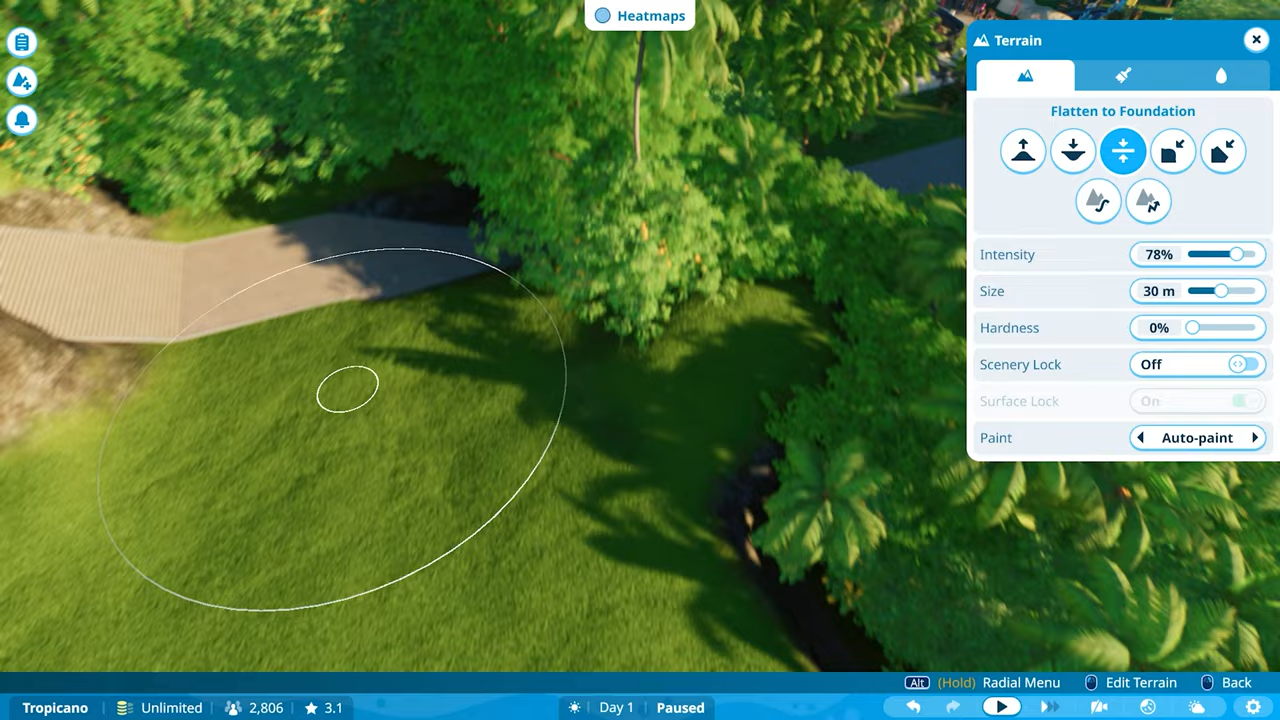 Heatmaps
Terrain
Flatten to Foundation
Intensity 78%
Size 30 m
Hardness 0%
Scenery Lock Off
Surface Lock On
Paint Auto-paint
Alt (Hold) Radial Menu Edit Terrain Back
Tropicano Unlimited 2,806 3.1 Day 1 Paused